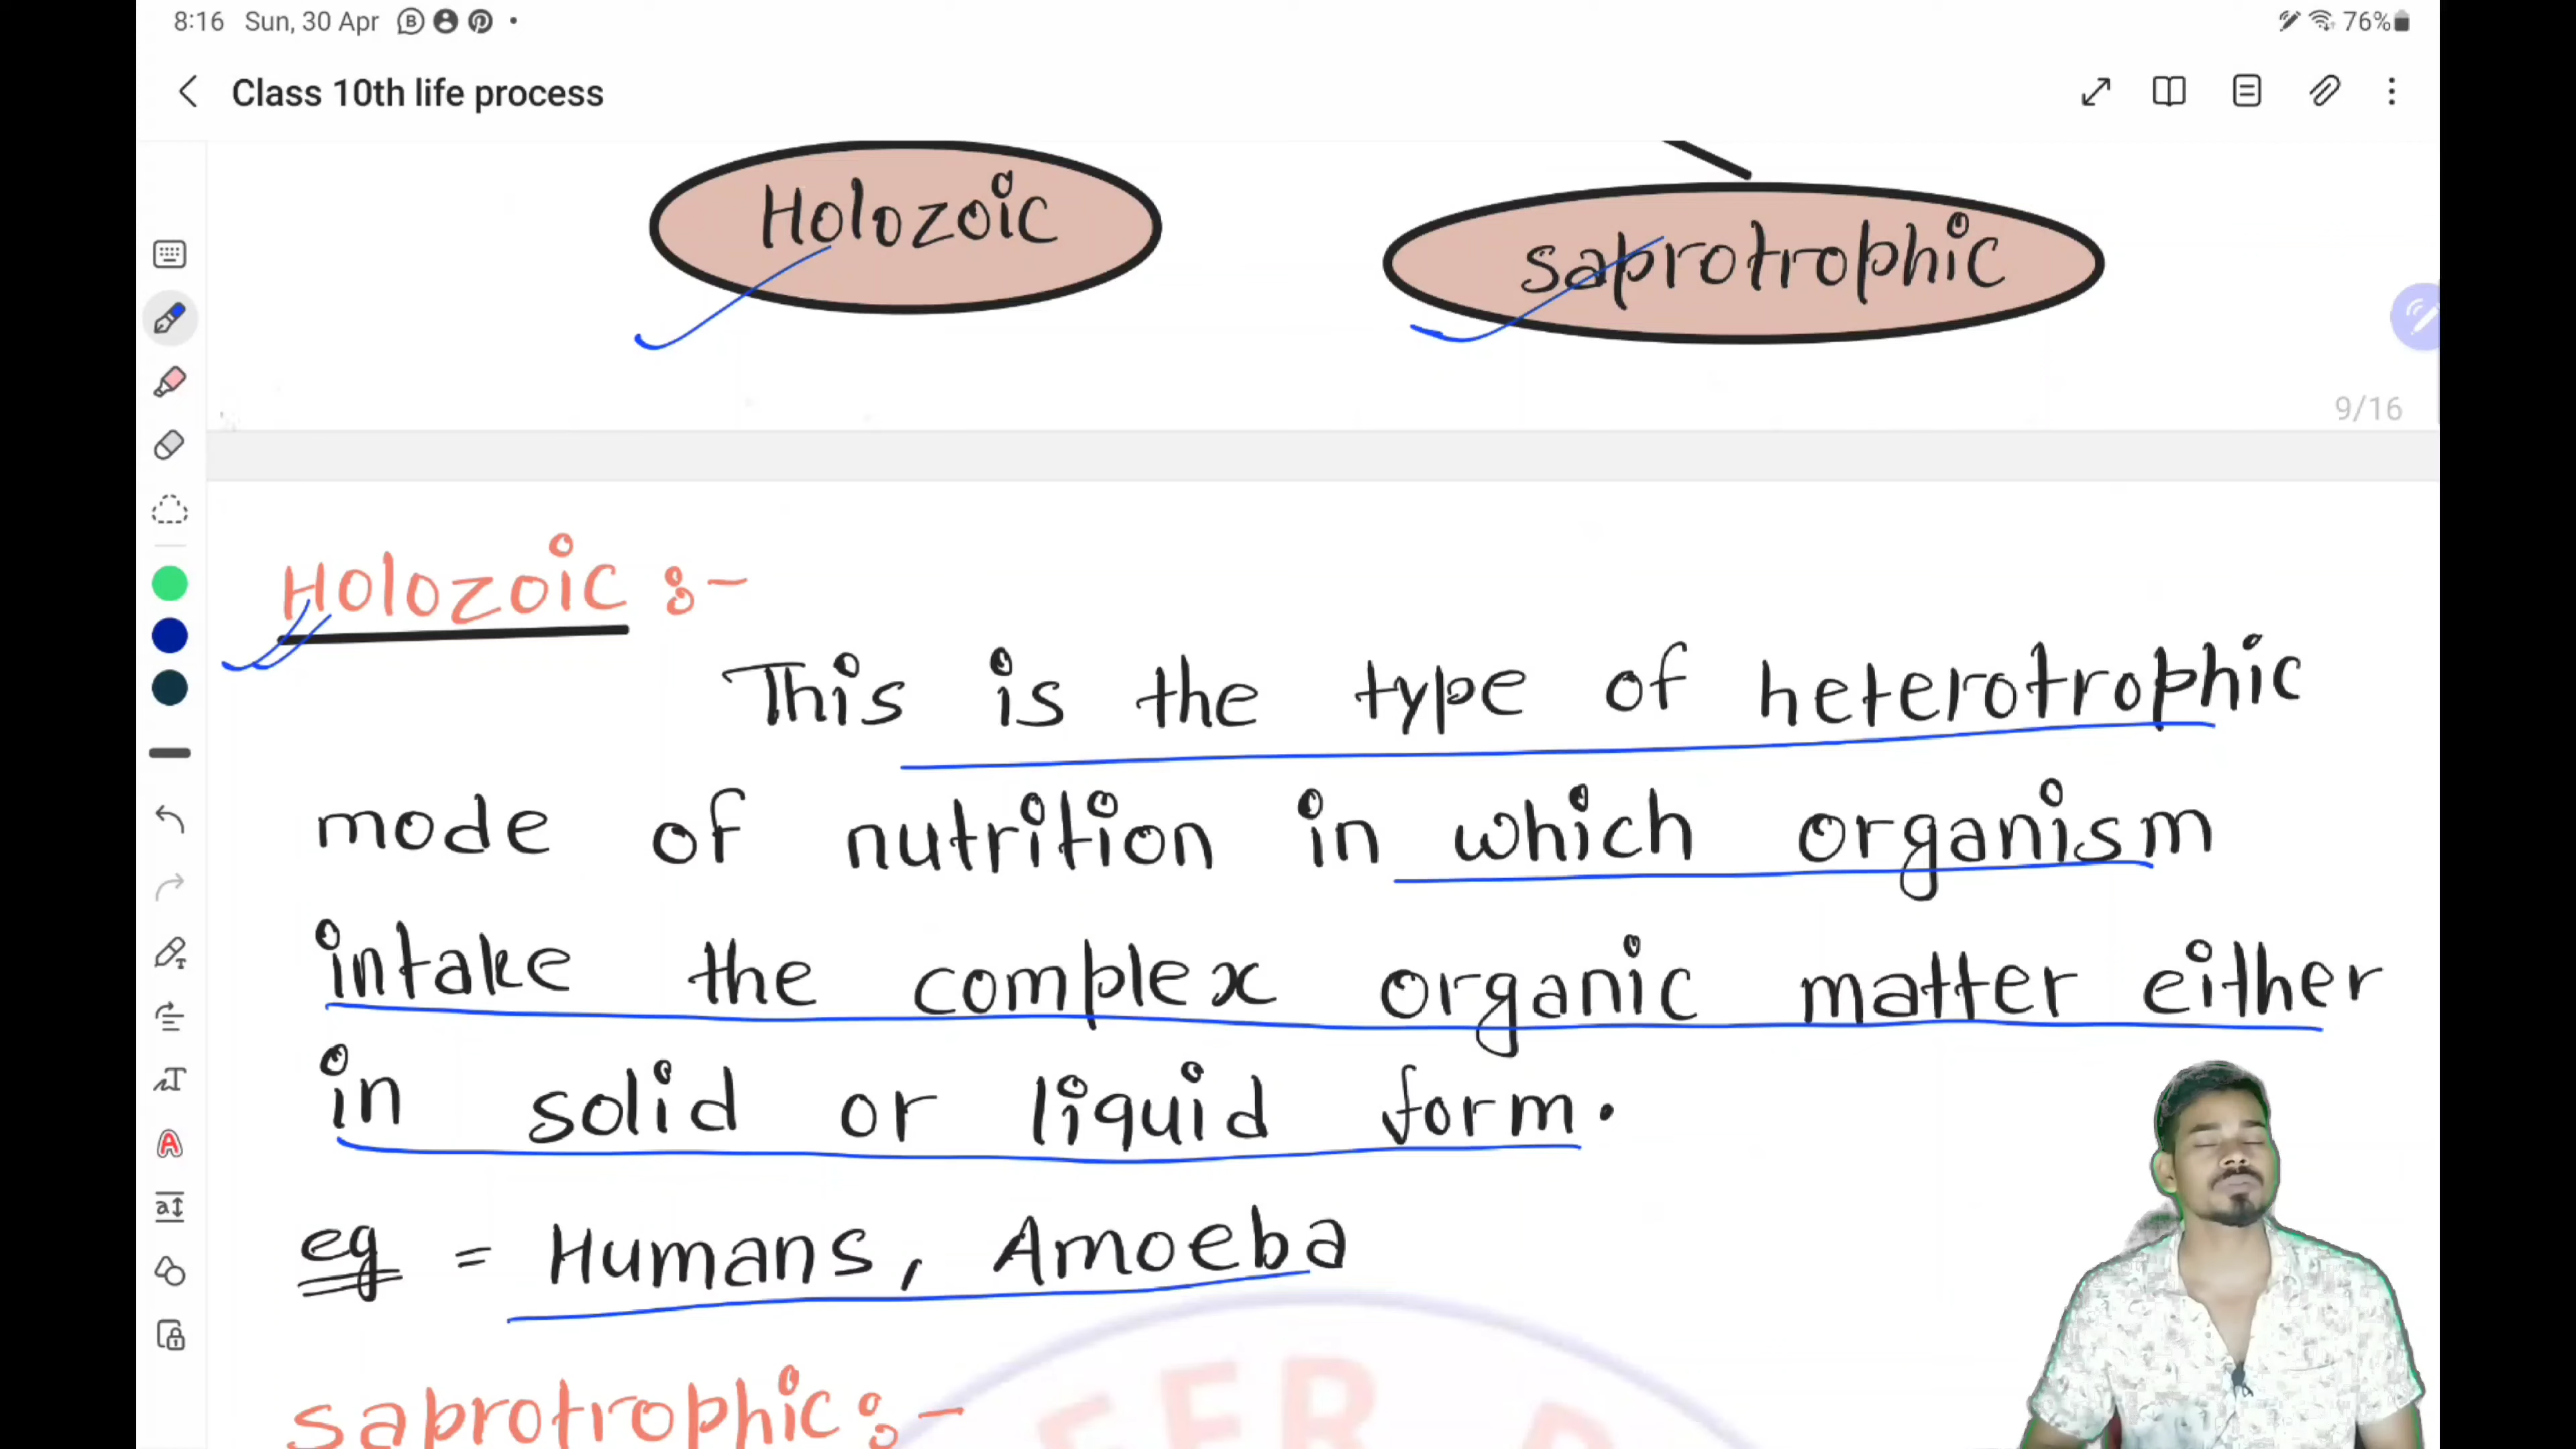 8:16 Sun, 30 Apr
76%
Class 10th life process
Holozoic
saprotrophic
9/16
Holozoic :-
This is the type of heterotrophic
mode of nutrition in which organism
intake the complex organic matter either
in solid or liquid form.
eg = Humans, Amoeba
saprotrophic :-